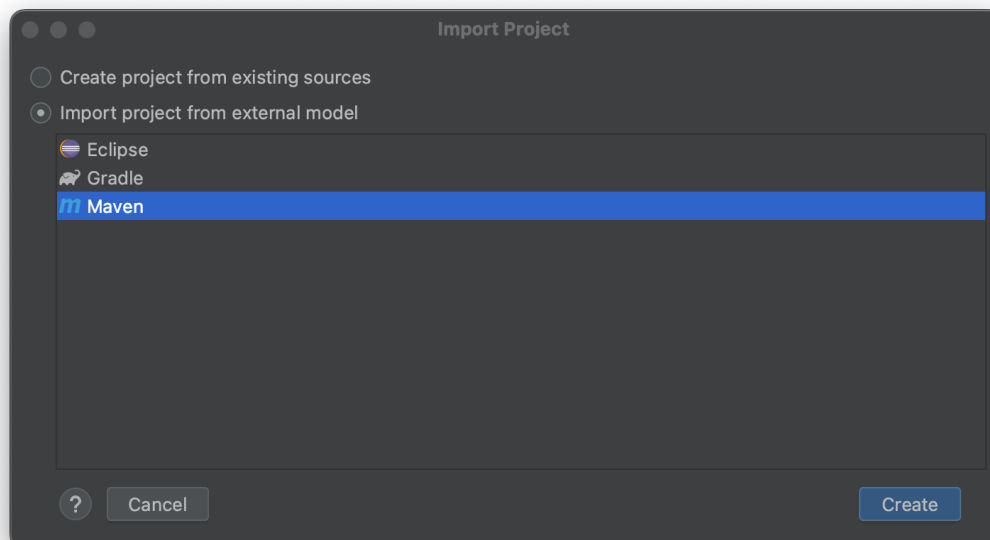 Import Project
Create project from existing sources
Import project from external model
Eclipse
Gradle
m Maven
? Cancel Create